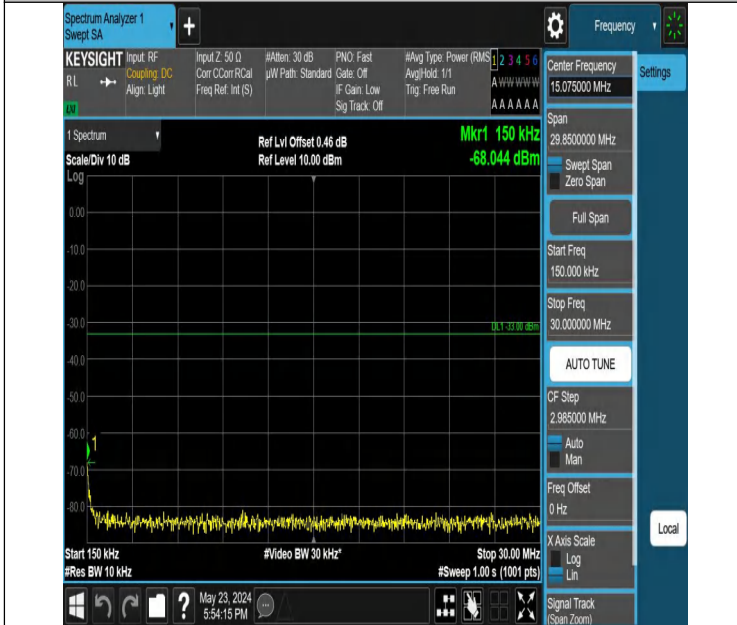 Spectrum Analyzer 1
Swept SA
+
Frequency
KEYSIGHT
RL
Input: RF
Coupling: DC
Align: Light
Input Z: 50 Ω
Corr CCorr RCal
Freq Ref: Int (S)
#Atten: 30 dB
µW Path: Standard
PNO: Fast
Gate: Off
IF Gain: Low
Sig Track: Off
#Avg Type: Power (RMS
Avg|Hold: 1/1
Trig: Free Run
1 2 3 4 5 6
A W W W W W
A A A A A A
1 Spectrum
Scale/Div 10 dB
Log
Ref Lvl Offset 0.46 dB
Ref Level 10.00 dBm
Mkr1 150 kHz
-68.044 dBm
0.00
-10.0
-20.0
-30.0
DL1 -33.00 dBm
-40.0
-50.0
-60.0
1
-70.0
-80.0
Start 150 kHz
#Res BW 10 kHz
#Video BW 30 kHz*
Stop 30.00 MHz
#Sweep 1.00 s (1001 pts)
?
May 23, 2024
5:54:15 PM
Center Frequency
15.075000 MHz
Settings
Span
29.8500000 MHz
Swept Span
Zero Span
Full Span
Start Freq
150.000 kHz
Stop Freq
30.000000 MHz
AUTO TUNE
CF Step
2.985000 MHz
Auto
Man
Freq Offset
0 Hz
Local
X Axis Scale
Log
Lin
Signal Track
(Span Zoom)